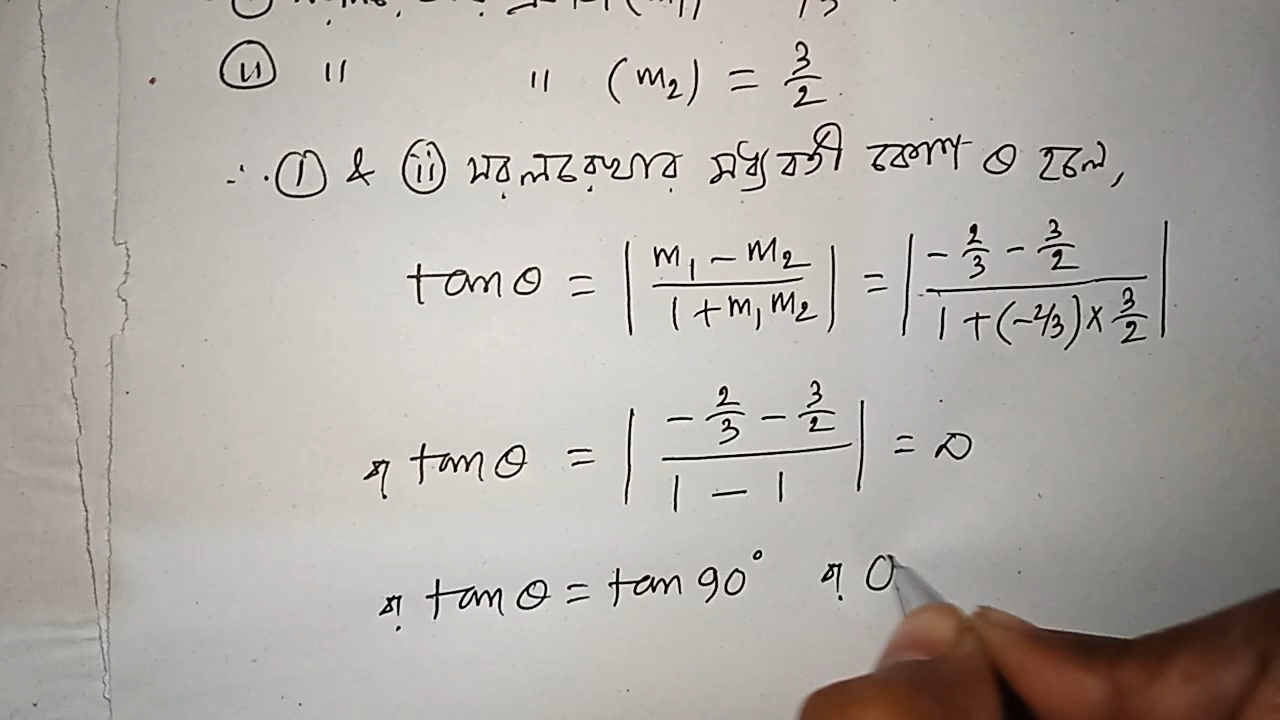 (ii) " " (m₂) = 3/2
∴ (i) & (ii) সরলরেখার মধ্যবর্তী কোণ θ হলে,
tanθ = | (m₁ - m₂)/(1 + m₁m₂) | = | (-2/3 - 3/2)/(1 + (-2/3) × 3/2) |
বা, tanθ = | (-2/3 - 3/2)/(1 - 1) | = ∞
বা, tanθ = tan 90° বা, θ